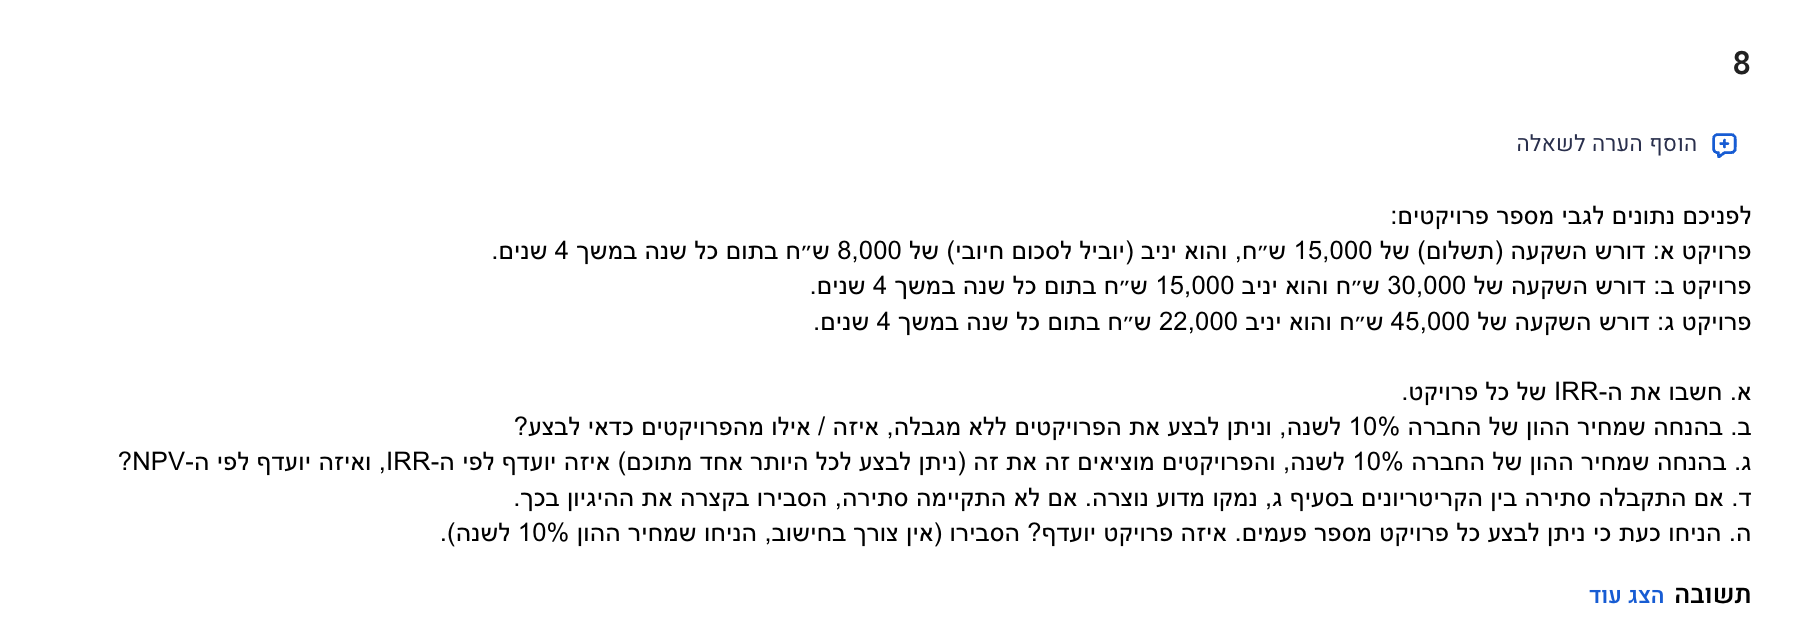 8
הוסף הערה לשאלה
לפניכם נתונים לגבי מספר פרויקטים:
פרויקט א: דורש השקעה (תשלום) של 15,000 ש״ח, והוא יניב (יוביל לסכום חיובי) של 8,000 ש״ח בתום כל שנה במשך 4 שנים.
פרויקט ב: דורש השקעה של 30,000 ש״ח והוא יניב 15,000 ש״ח בתום כל שנה במשך 4 שנים.
פרויקט ג: דורש השקעה של 45,000 ש״ח והוא יניב 22,000 ש״ח בתום כל שנה במשך 4 שנים.
א. חשבו את ה-IRR של כל פרויקט.
ב. בהנחה שמחיר ההון של החברה 10% לשנה, וניתן לבצע את הפרויקטים ללא מגבלה, איזה / אילו מהפרויקטים כדאי לבצע?
ג. בהנחה שמחיר ההון של החברה 10% לשנה, והפרויקטים מוציאים זה את זה (ניתן לבצע לכל היותר אחד מתוכם) איזה יועדף לפי ה-IRR, ואיזה יועדף לפי ה-NPV?
ד. אם התקבלה סתירה בין הקריטריונים בסעיף ג, נמקו מדוע נוצרה. אם לא התקיימה סתירה, הסבירו בקצרה את ההיגיון בכך.
ה. הניחו כעת כי ניתן לבצע כל פרויקט מספר פעמים. איזה פרויקט יועדף? הסבירו (אין צורך בחישוב, הניחו שמחיר ההון 10% לשנה).
תשובה הצג עוד